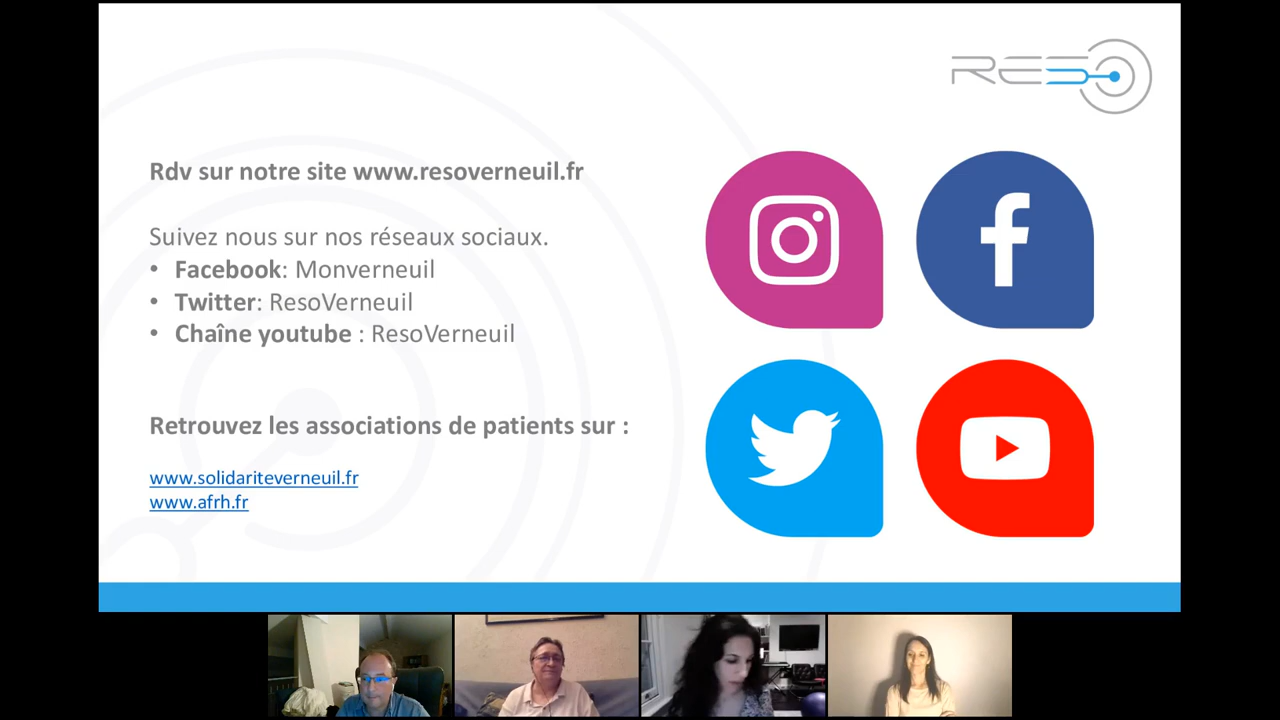 RESO
Rdv sur notre site www.resoverneuil.fr
Suivez nous sur nos réseaux sociaux.
• Facebook: Monverneuil
• Twitter: ResoVerneuil
• Chaîne youtube : ResoVerneuil
Retrouvez les associations de patients sur :
www.solidariteverneuil.fr
www.afrh.fr